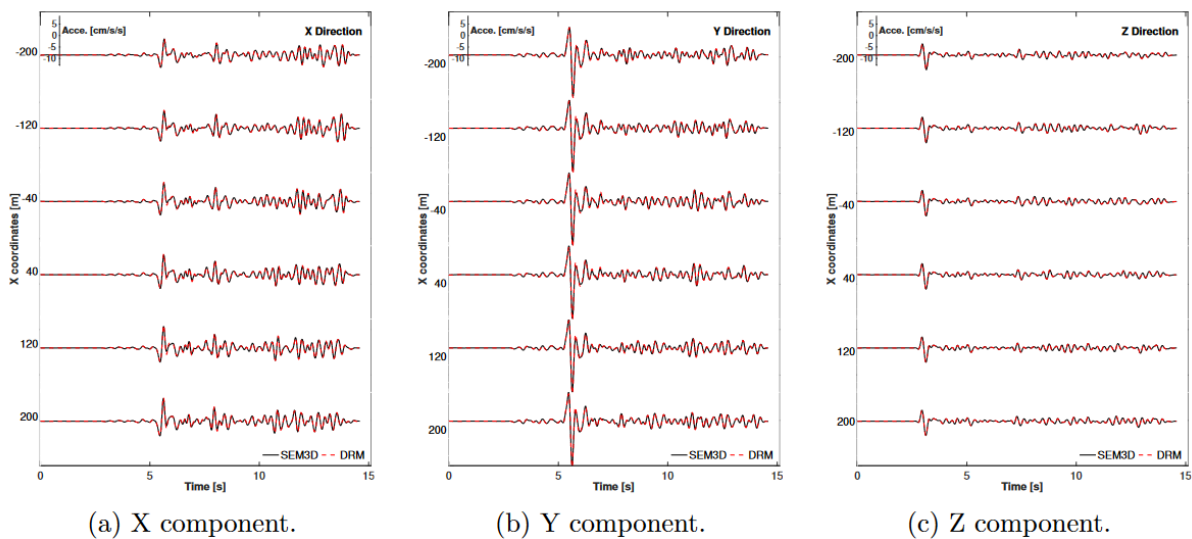 5
0
-5
-10
Acce. [cm/s/s]
X Direction
-200
-120
-40
40
120
200
X coordinates [m]
SEM3D
DRM
0
5
10
15
Time [s]
(a) X component.
5
0
-5
-10
Acce. [cm/s/s]
Y Direction
-200
-120
-40
40
120
200
X coordinates [m]
SEM3D
DRM
0
5
10
15
Time [s]
(b) Y component.
5
0
-5
-10
Acce. [cm/s/s]
Z Direction
-200
-120
-40
40
120
200
X coordinates [m]
SEM3D
DRM
0
5
10
15
Time [s]
(c) Z component.